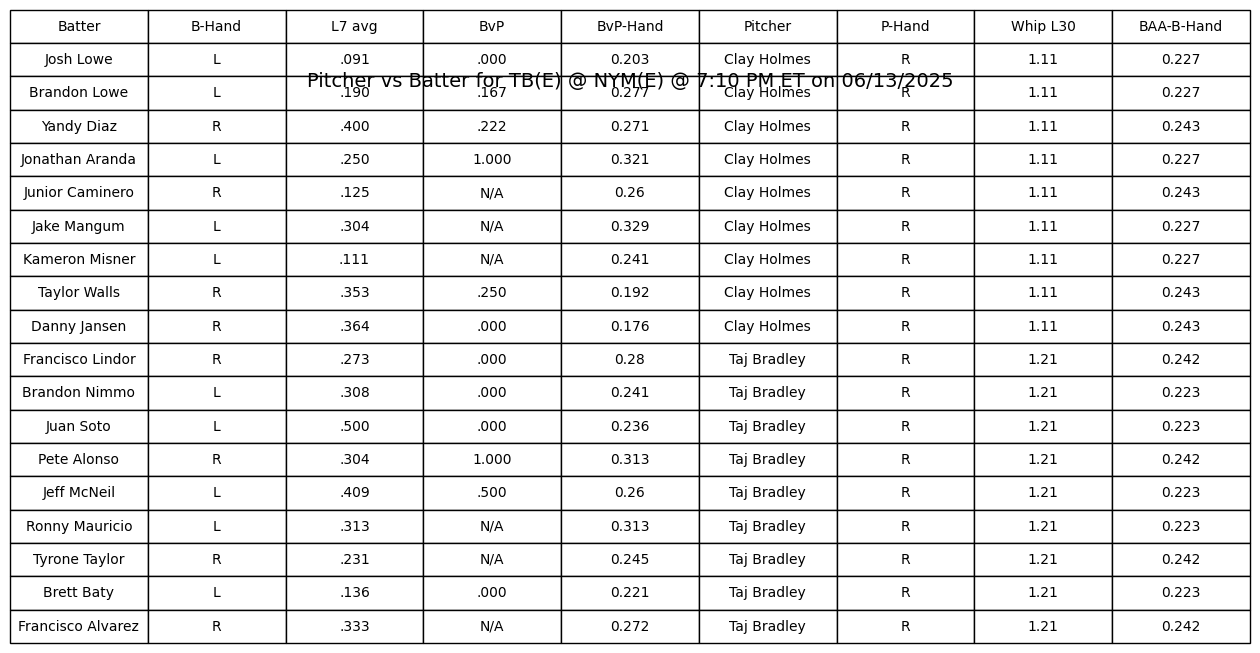 Batter B-Hand L7 avg BvP BvP-Hand Pitcher P-Hand Whip L30 BAA-B-Hand
Josh Lowe L .091 .000 0.203 Clay Holmes R 1.11 0.227
Pitcher vs Batter for TB(E) @ NYM(E) @ 7:10 PM ET on 06/13/2025
Brandon Lowe L .190 .167 0.277 Clay Holmes R 1.11 0.227
Yandy Diaz R .400 .222 0.271 Clay Holmes R 1.11 0.243
Jonathan Aranda L .250 1.000 0.321 Clay Holmes R 1.11 0.227
Junior Caminero R .125 N/A 0.26 Clay Holmes R 1.11 0.243
Jake Mangum L .304 N/A 0.329 Clay Holmes R 1.11 0.227
Kameron Misner L .111 N/A 0.241 Clay Holmes R 1.11 0.227
Taylor Walls R .353 .250 0.192 Clay Holmes R 1.11 0.243
Danny Jansen R .364 .000 0.176 Clay Holmes R 1.11 0.243
Francisco Lindor R .273 .000 0.28 Taj Bradley R 1.21 0.242
Brandon Nimmo L .308 .000 0.241 Taj Bradley R 1.21 0.223
Juan Soto L .500 .000 0.236 Taj Bradley R 1.21 0.223
Pete Alonso R .304 1.000 0.313 Taj Bradley R 1.21 0.242
Jeff McNeil L .409 .500 0.26 Taj Bradley R 1.21 0.223
Ronny Mauricio L .313 N/A 0.313 Taj Bradley R 1.21 0.223
Tyrone Taylor R .231 N/A 0.245 Taj Bradley R 1.21 0.242
Brett Baty L .136 .000 0.221 Taj Bradley R 1.21 0.223
Francisco Alvarez R .333 N/A 0.272 Taj Bradley R 1.21 0.242